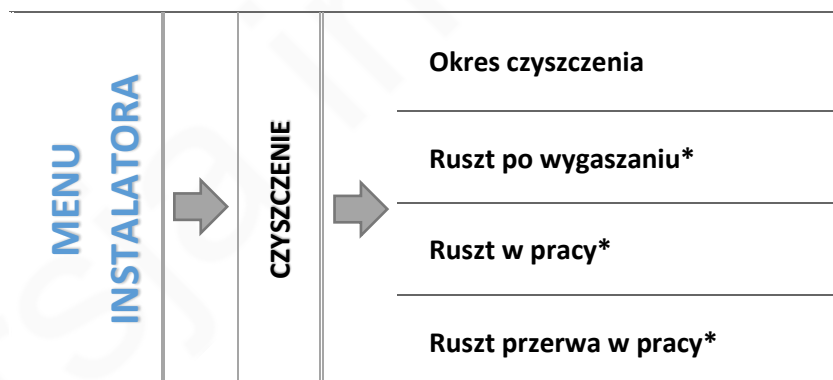 MENU
INSTALATORA
CZYSZCZENIE
Okres czyszczenia
Ruszt po wygaszaniu*
Ruszt w pracy*
Ruszt przerwa w pracy*